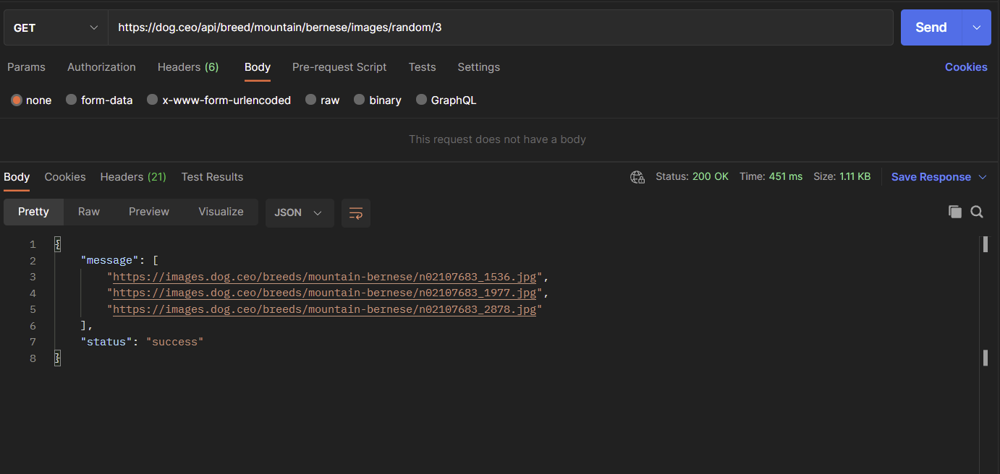 GET https://dog.ceo/api/breed/mountain/bernese/images/random/3 Send
Params Authorization Headers (6) Body Pre-request Script Tests Settings Cookies
none form-data x-www-form-urlencoded raw binary GraphQL
This request does not have a body
Body Cookies Headers (21) Test Results Status: 200 OK Time: 451 ms Size: 1.11 KB Save Response
Pretty Raw Preview Visualize JSON
1 {
2 "message": [
3 "https://images.dog.ceo/breeds/mountain-bernese/n02107683_1536.jpg",
4 "https://images.dog.ceo/breeds/mountain-bernese/n02107683_1977.jpg",
5 "https://images.dog.ceo/breeds/mountain-bernese/n02107683_2878.jpg"
6 ],
7 "status": "success"
8 }